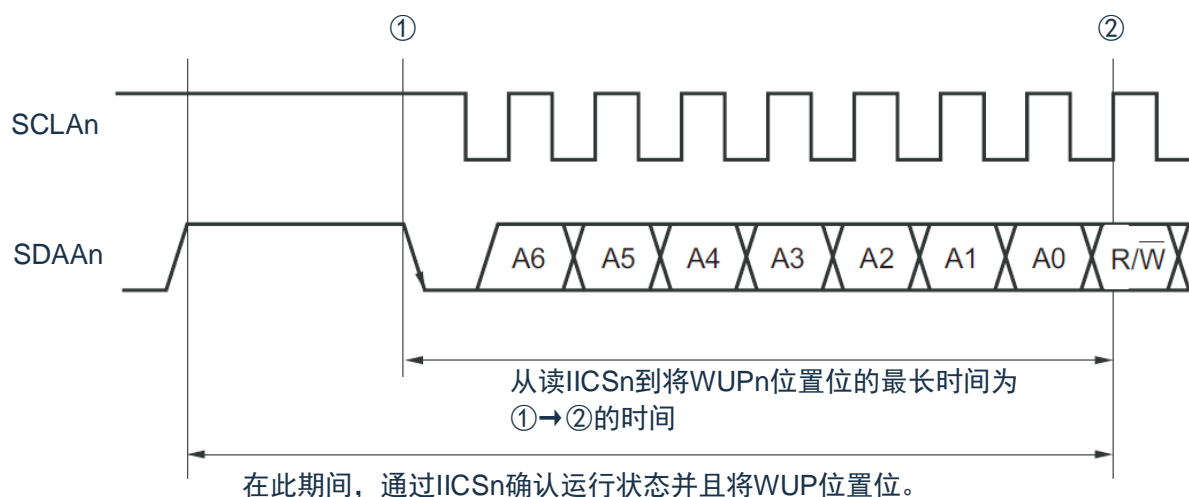 ① ②
SCLAn
SDAAn
A6 A5 A4 A3 A2 A1 A0 R/W̅
从读IICSn到将WUPn位置位的最长时间为
①→②的时间
在此期间，通过IICSn确认运行状态并且将WUP位置位。